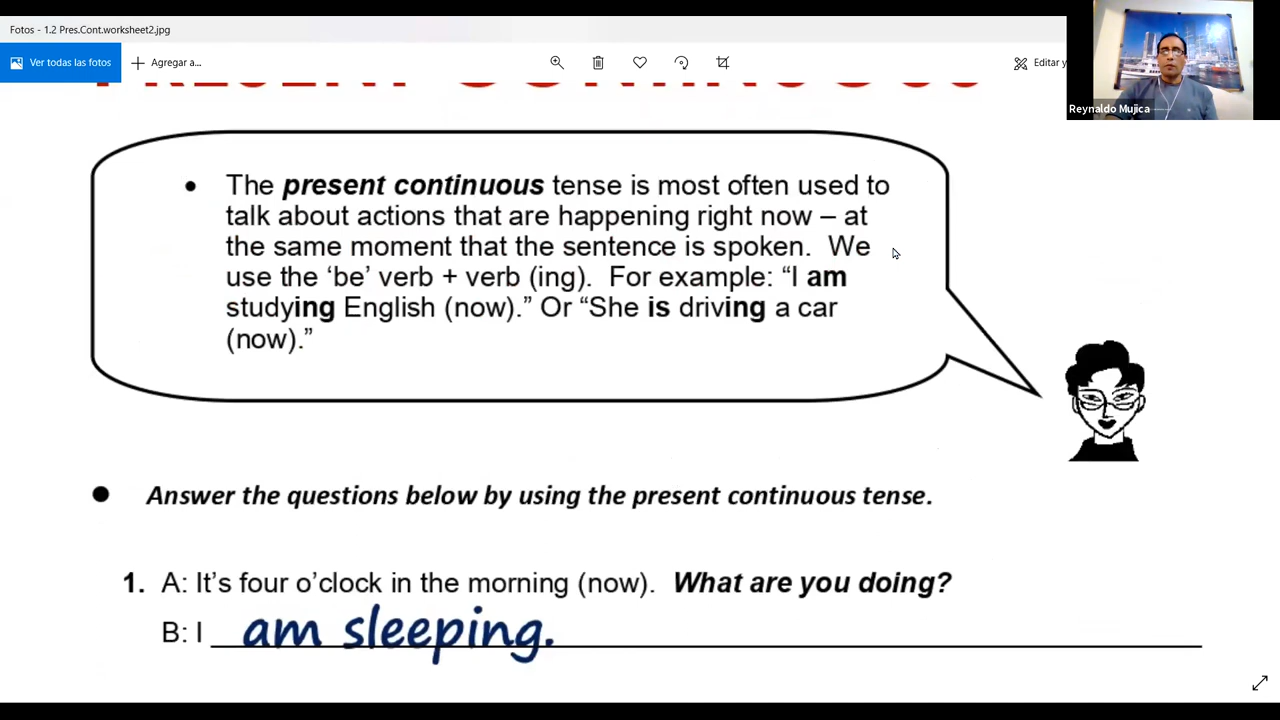 Fotos - 1.2 Pres.Cont.worksheet2.jpg
Ver todas las fotos
Agregar a...
Editar y
Reynaldo Mujica
PRESENT CONTINUOUS
• The present continuous tense is most often used to
talk about actions that are happening right now – at
the same moment that the sentence is spoken. We
use the ‘be’ verb + verb (ing). For example: “I am
studying English (now).” Or “She is driving a car
(now).”
● Answer the questions below by using the present continuous tense.
1. A: It’s four o’clock in the morning (now). What are you doing?
B: I am sleeping.